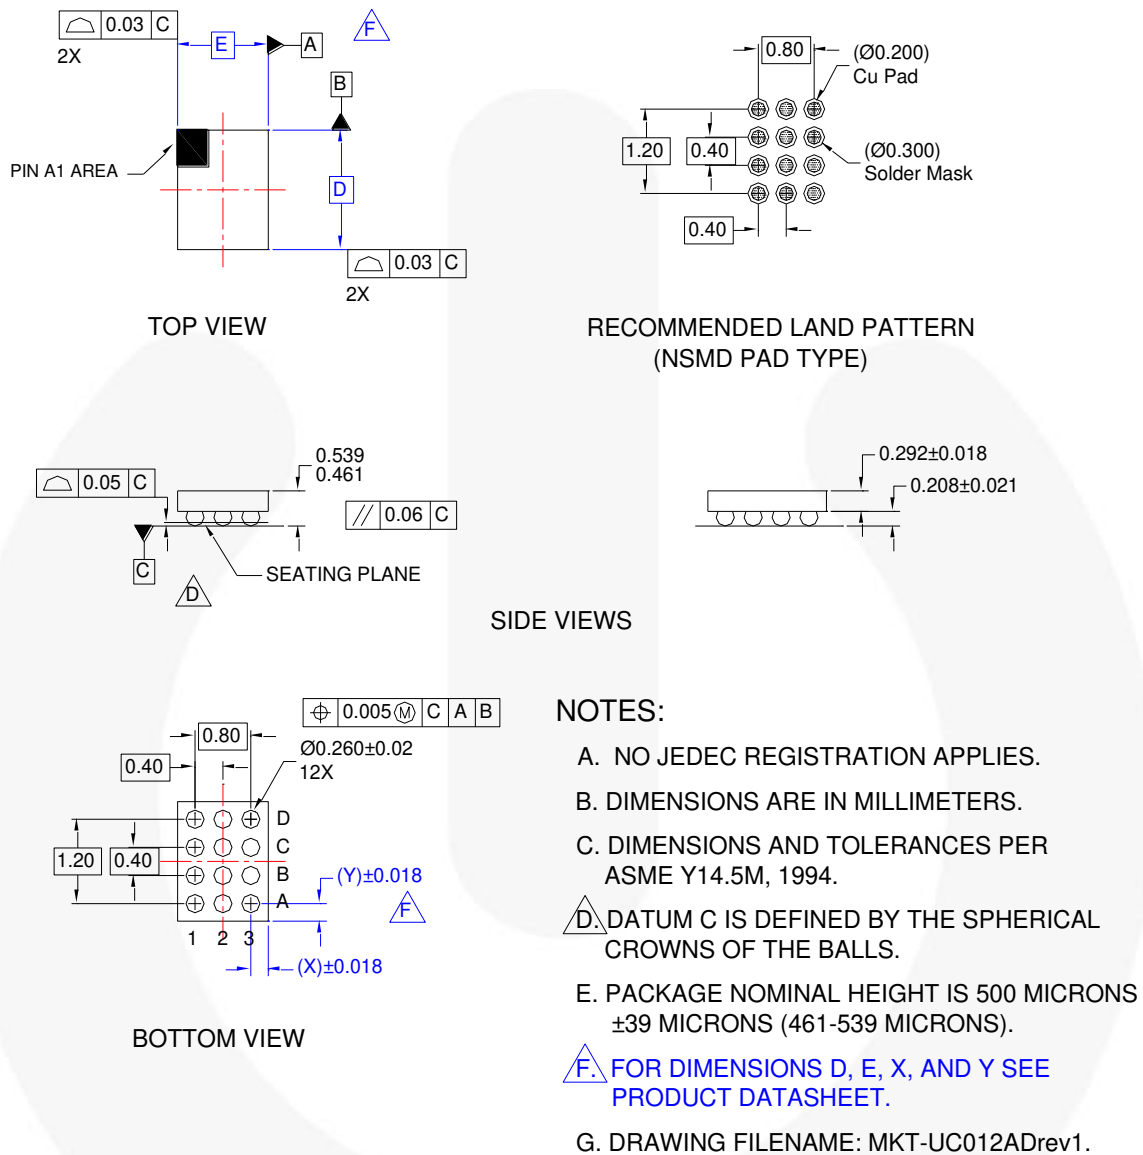 0.03 C
2X
E
A
F
B
PIN A1 AREA
D
0.03 C
2X
TOP VIEW
0.80
(Ø0.200)
Cu Pad
1.20
0.40
(Ø0.300)
Solder Mask
0.40
RECOMMENDED LAND PATTERN
(NSMD PAD TYPE)
0.05 C
0.539
0.461
// 0.06 C
C
D
SEATING PLANE
0.292±0.018
0.208±0.021
SIDE VIEWS
⌖ 0.005Ⓜ C A B
0.80
Ø0.260±0.02
12X
0.40
1.20
0.40
D
C
B
A
1 2 3
(Y)±0.018
F
(X)±0.018
BOTTOM VIEW
NOTES:
A. NO JEDEC REGISTRATION APPLIES.
B. DIMENSIONS ARE IN MILLIMETERS.
C. DIMENSIONS AND TOLERANCES PER
ASME Y14.5M, 1994.
D. DATUM C IS DEFINED BY THE SPHERICAL
CROWNS OF THE BALLS.
E. PACKAGE NOMINAL HEIGHT IS 500 MICRONS
±39 MICRONS (461-539 MICRONS).
F. FOR DIMENSIONS D, E, X, AND Y SEE
PRODUCT DATASHEET.
G. DRAWING FILENAME: MKT-UC012ADrev1.